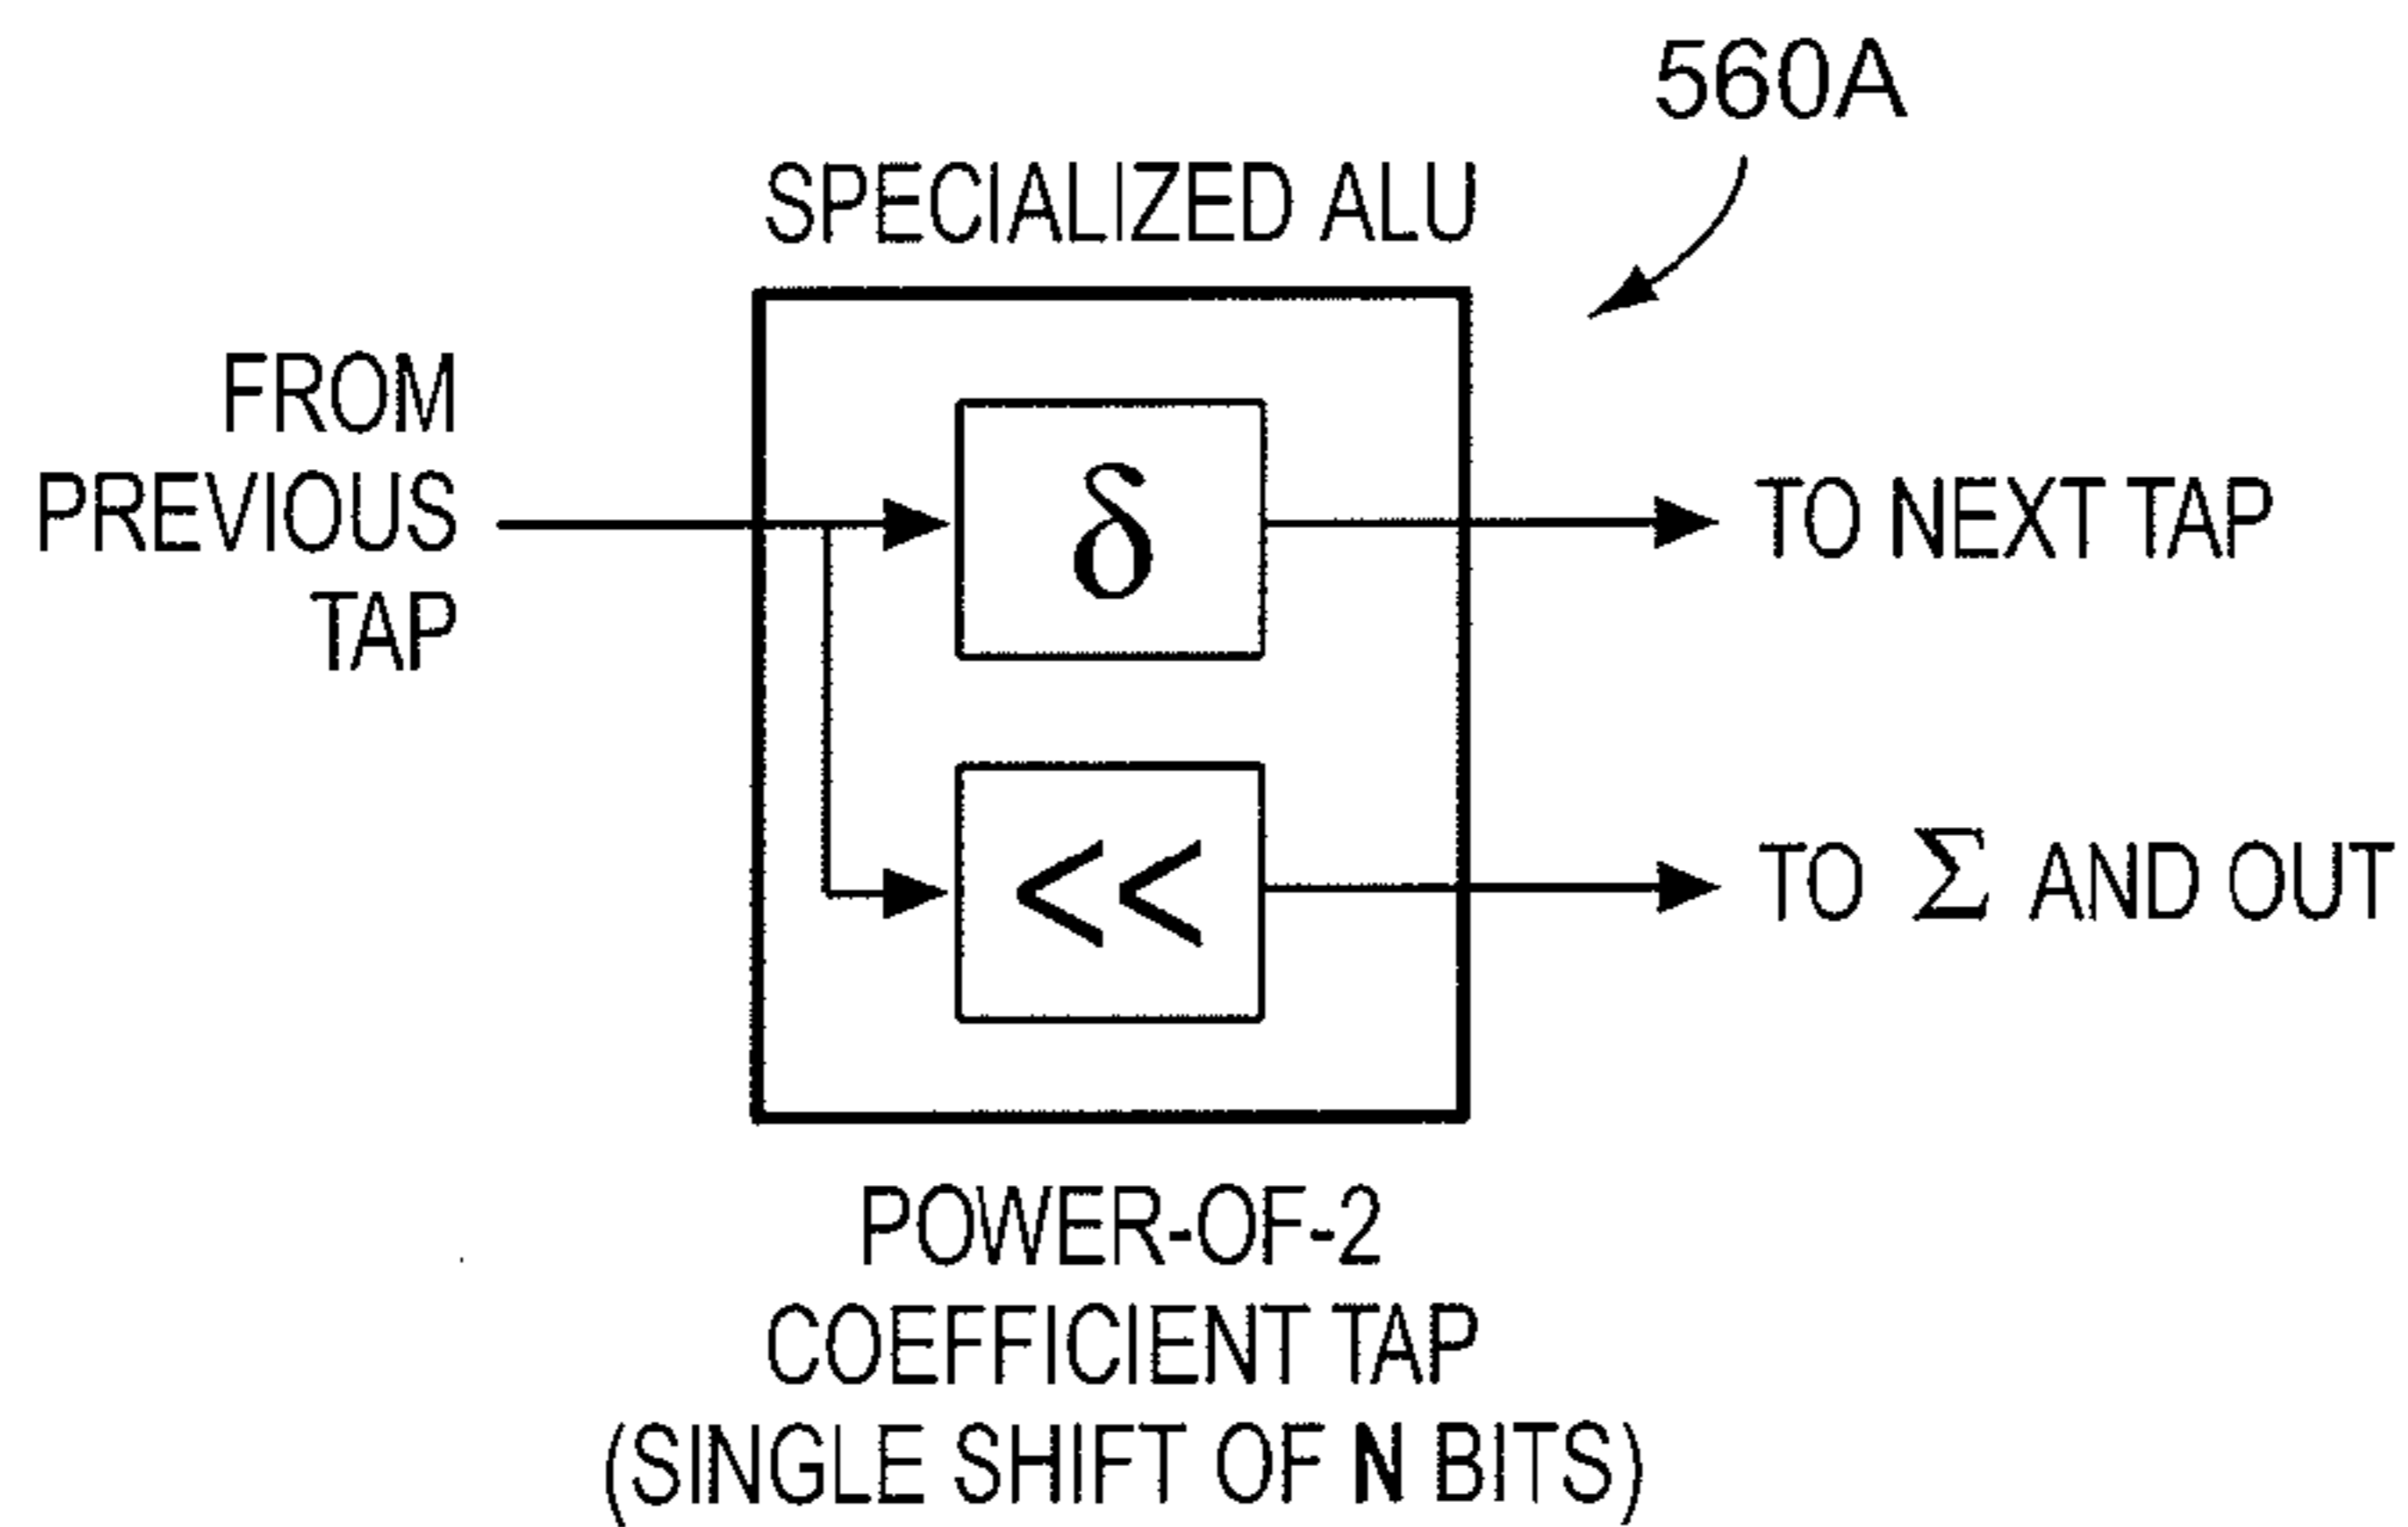 560A
SPECIALIZED ALU
FROM
PREVIOUS
TAP
δ
TO NEXT TAP
<<
TO Σ AND OUT
POWER-OF-2
COEFFICIENT TAP
(SINGLE SHIFT OF N BITS)